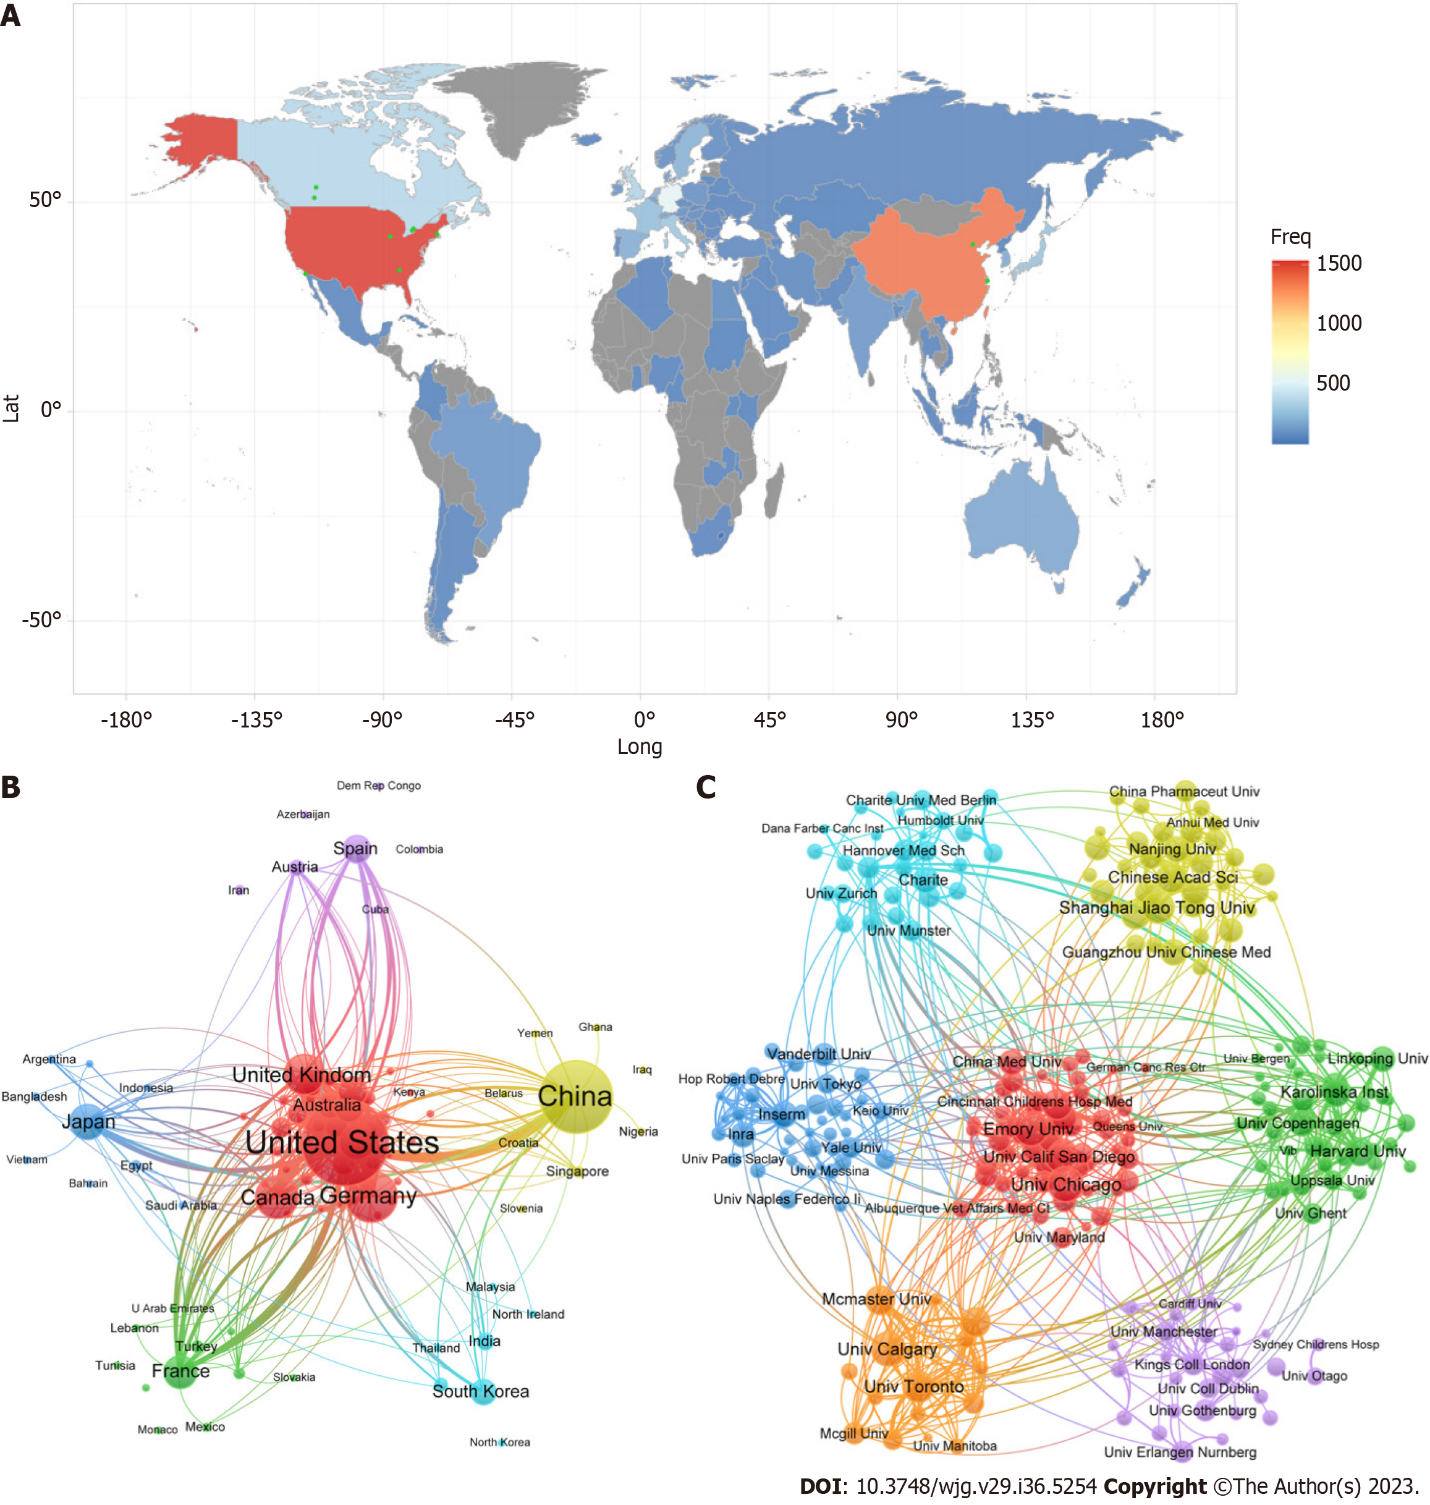 A
50°
0°
-50°
Lat
-180°
-135°
-90°
-45°
0°
45°
90°
135°
180°
Long
Freq
1500
1000
500
B
Dem Rep Congo
Azerbaijan
Spain
Colombia
Austria
Iran
Cuba
Yemen
Ghana
Argentina
United Kindom
Iraq
Indonesia
Kenya
Belarus
China
Bangladesh
Australia
Japan
Nigeria
United States
Croatia
Vietnam
Egypt
Singapore
Bahrain
Canada
Germany
Saudi Arabia
Slovenia
Malaysia
U Arab Emirates
North Ireland
Lebanon
Turkey
Thailand
India
Tunisia
France
Slovakia
South Korea
Monaco
Mexico
North Korea
C
Charite Univ Med Berlin
Humboldt Univ
Dana Farber Canc Inst
Hannover Med Sch
Charite
Univ Zurich
Univ Munster
China Pharmaceut Univ
Anhui Med Univ
Nanjing Univ
Chinese Acad Sci
Shanghai Jiao Tong Univ
Guangzhou Univ Chinese Med
Vanderbilt Univ
Hop Robert Debre
Univ Tokyo
Inserm
Keio Univ
Inra
Yale Univ
Univ Paris Saclay
Univ Messina
Univ Naples Federico Ii
China Med Univ
German Canc Res Ctr
Cincinnati Childrens Hosp Med
Emory Univ
Queens Univ
Univ Calif San Diego
Univ Chicago
Albuquerque Vet Affairs Med Ct
Univ Maryland
Univ Bergen
Linkoping Univ
Karolinska Inst
Univ Copenhagen
Vib
Harvard Univ
Uppsala Univ
Univ Ghent
Mcmaster Univ
Univ Calgary
Univ Toronto
Mcgill Univ
Univ Manitoba
Cardiff Univ
Univ Manchester
Sydney Childrens Hosp
Kings Coll London
Univ Otago
Univ Coll Dublin
Univ Gothenburg
Univ Erlangen Nurnberg
DOI: 10.3748/wjg.v29.i36.5254 Copyright ©The Author(s) 2023.